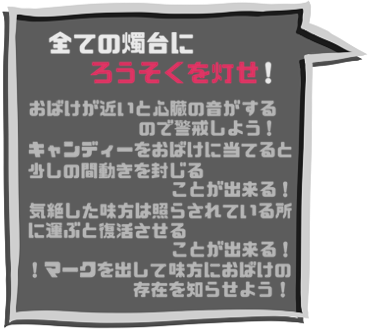 全ての燭台に
ろうそくを灯せ！
おばけが近いと心臓の音がする
ので警戒しよう！
キャンディーをおばけに当てると
少しの間動きを封じる
ことが出来る！
気絶した味方は照らされている所
に運ぶと復活させる
ことが出来る！
！マークを出して味方におばけの
存在を知らせよう！